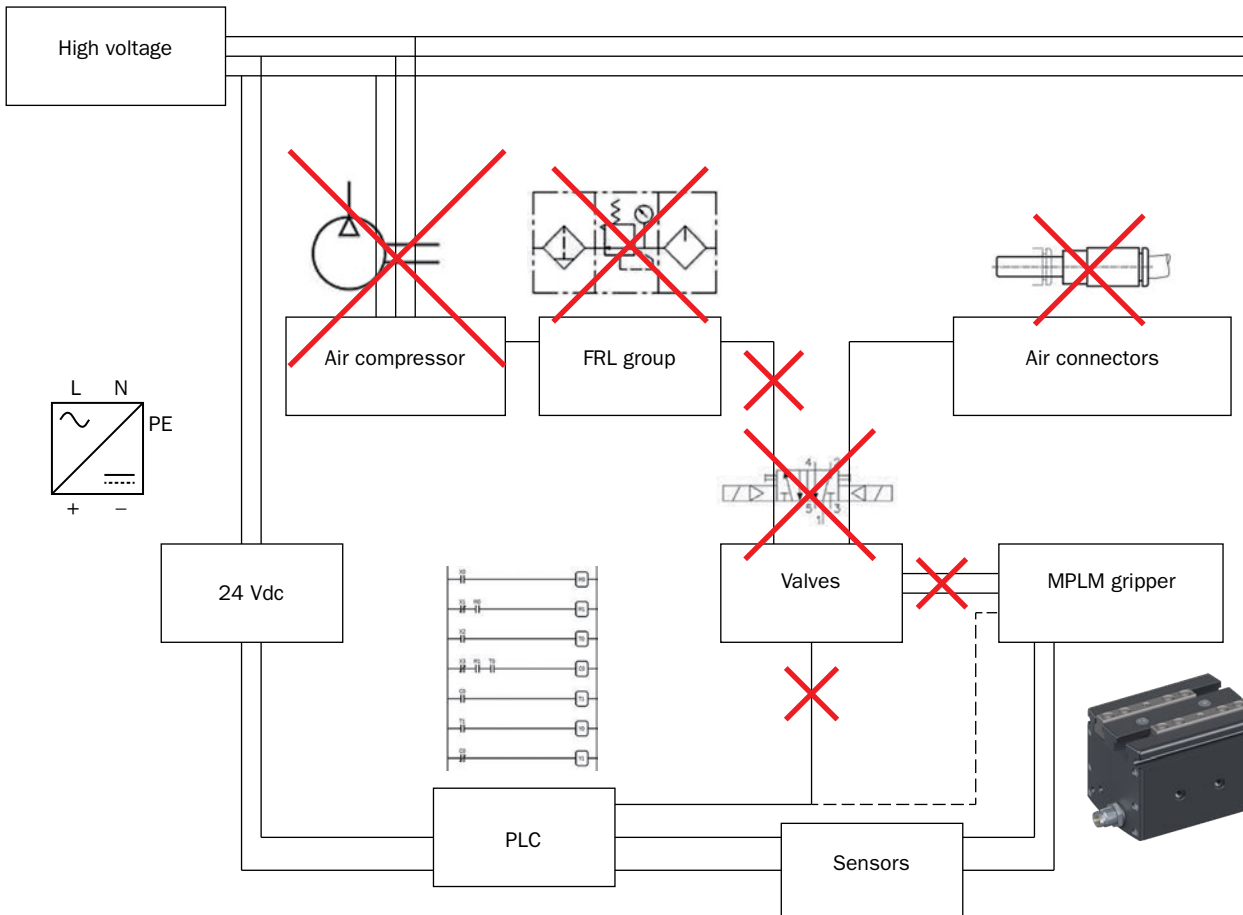 High voltage
Air compressor
FRL group
Air connectors
L N
PE
+ −
4 2
5 3
1
24 Vdc
Valves
MPLM gripper
PLC
Sensors